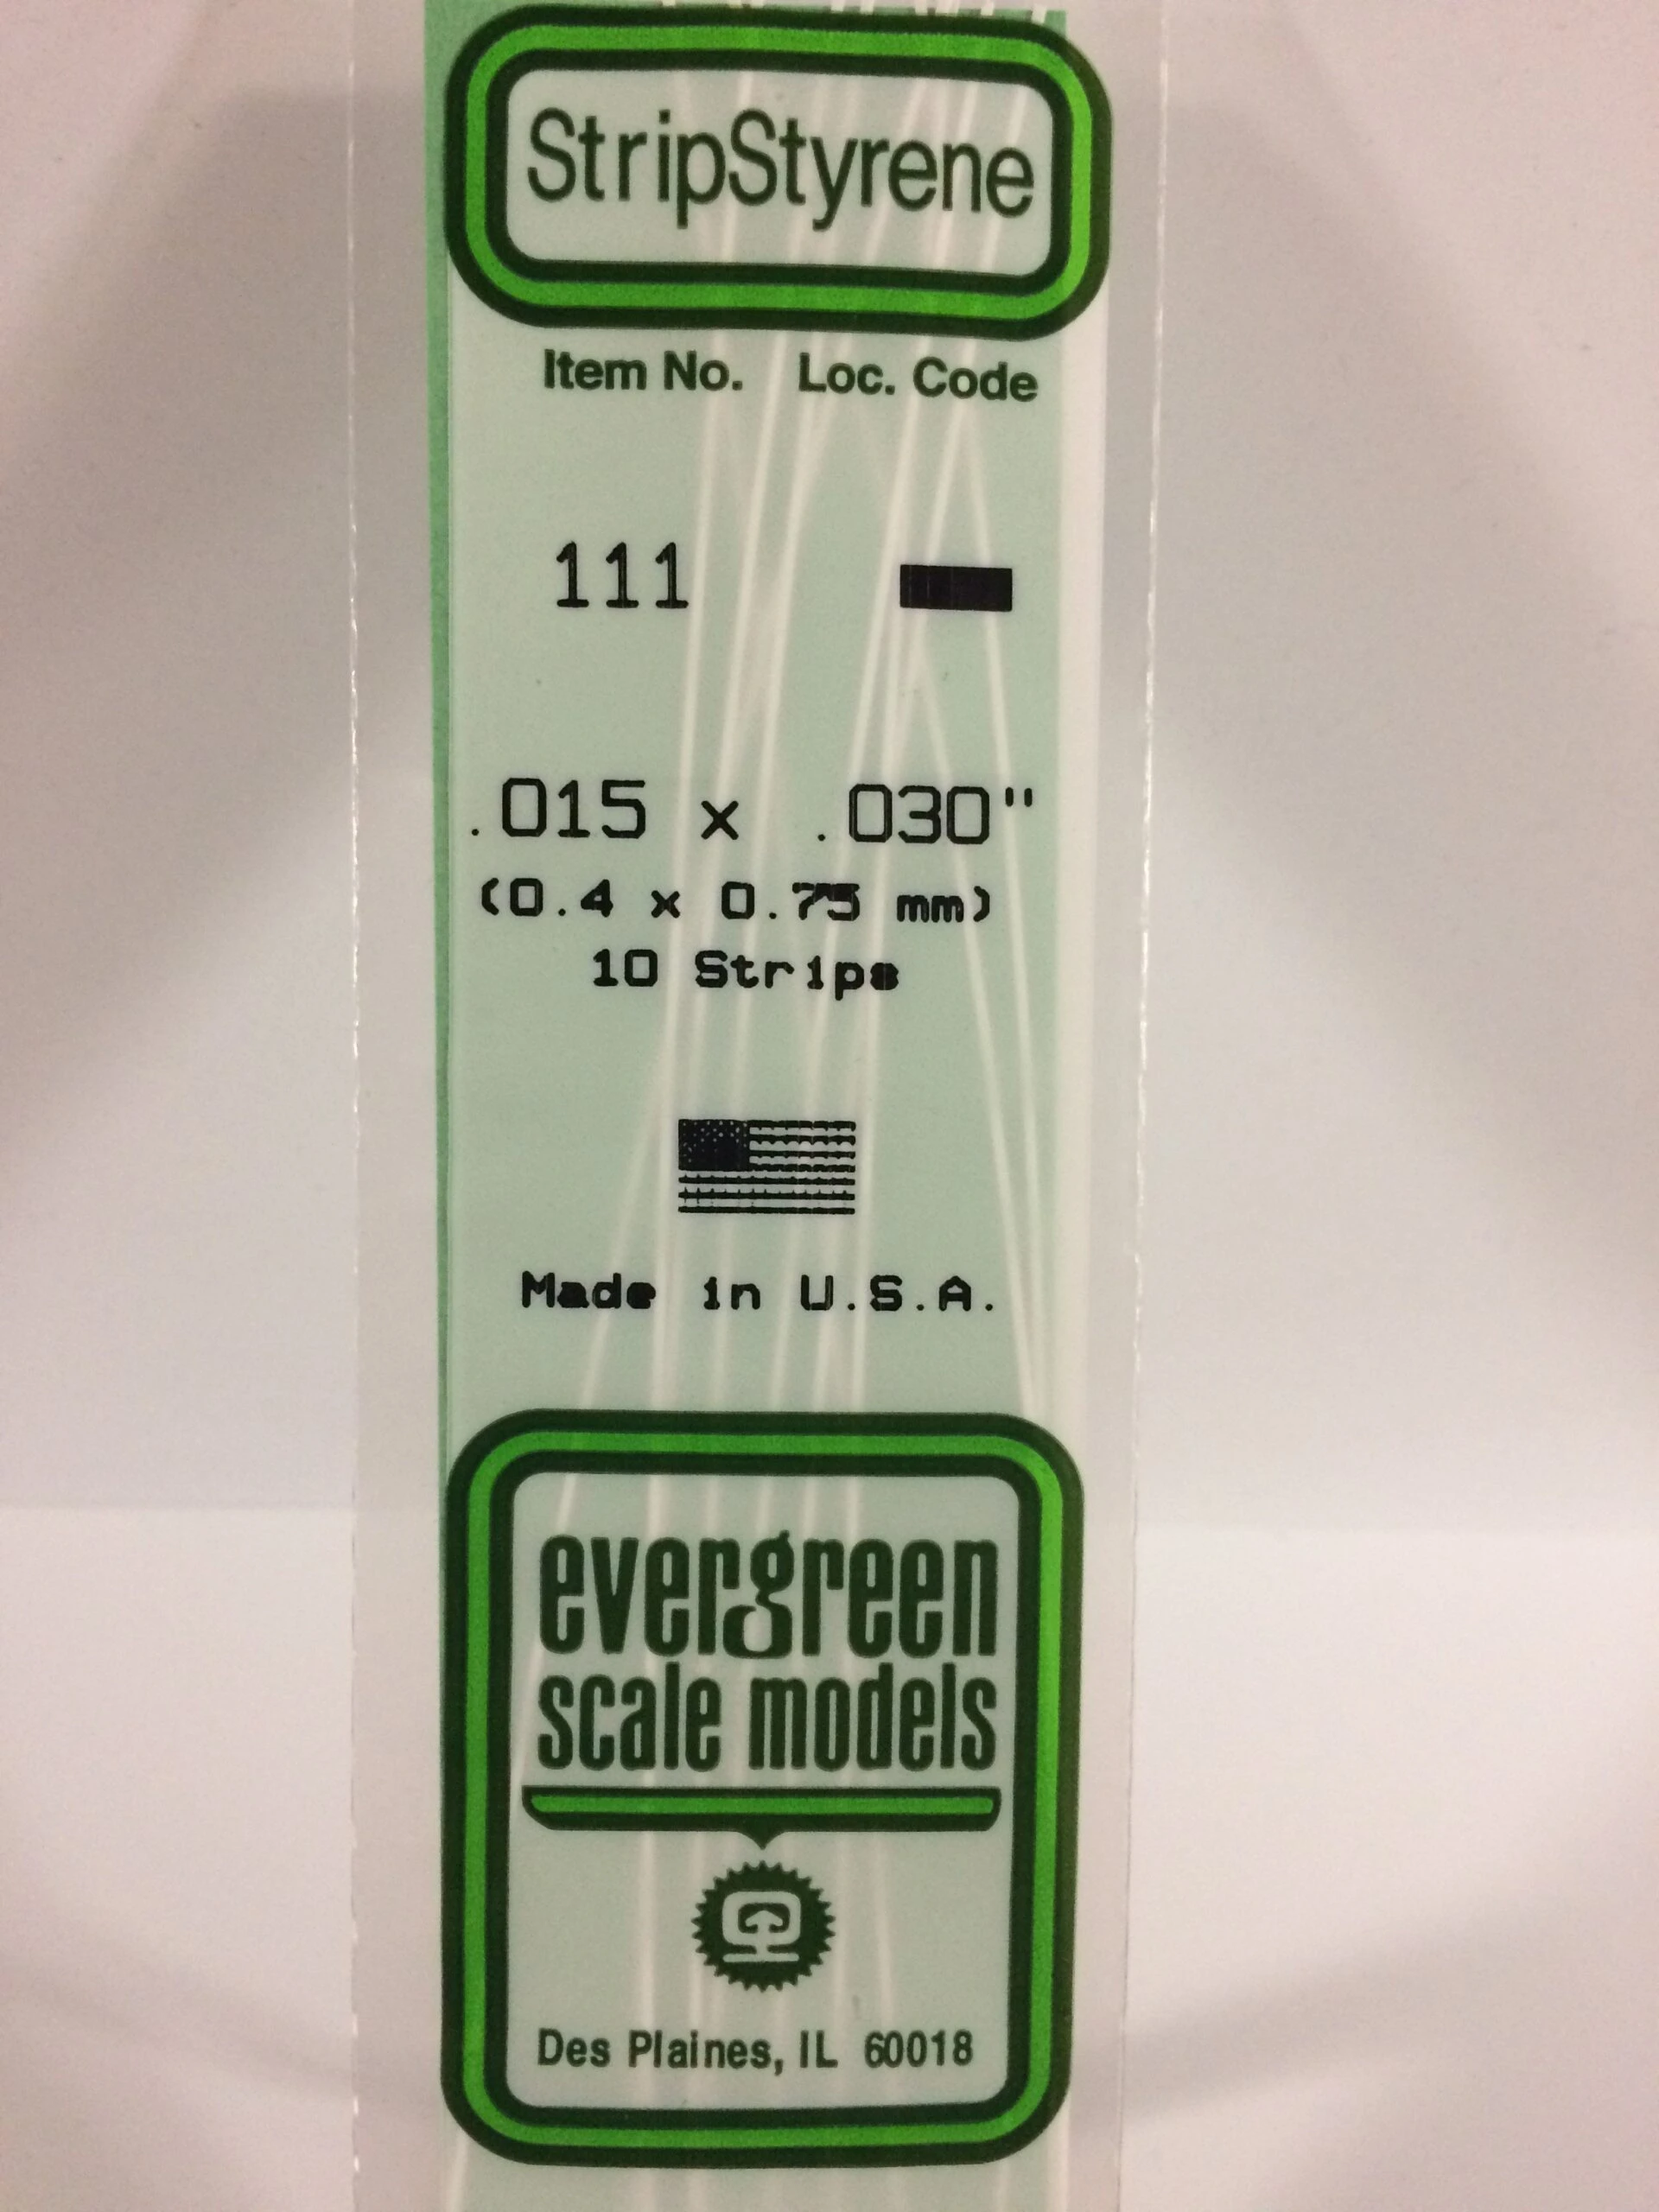 StripStyrene
Item No. Loc. Code
111
.015 x .030"
(0.4 x 0.75 mm)
10 Strips
Made in U.S.A.
evergreen
scale models
Des Plaines, IL 60018